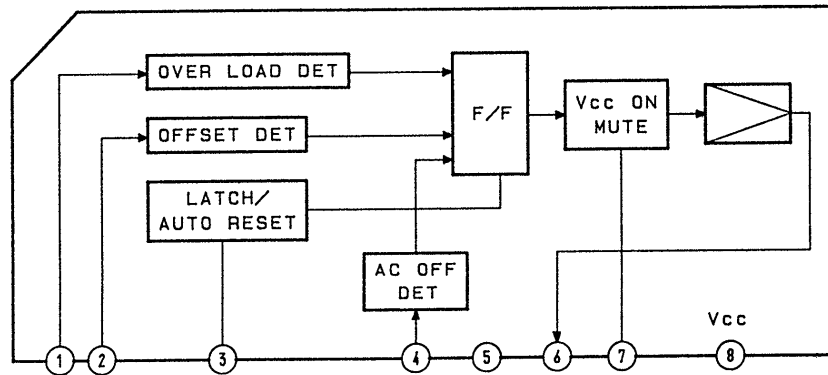 OVER LOAD DET
OFFSET DET
LATCH/
AUTO RESET
F/F
Vcc ON
MUTE
AC OFF
DET
Vcc
1
2
3
4
5
6
7
8